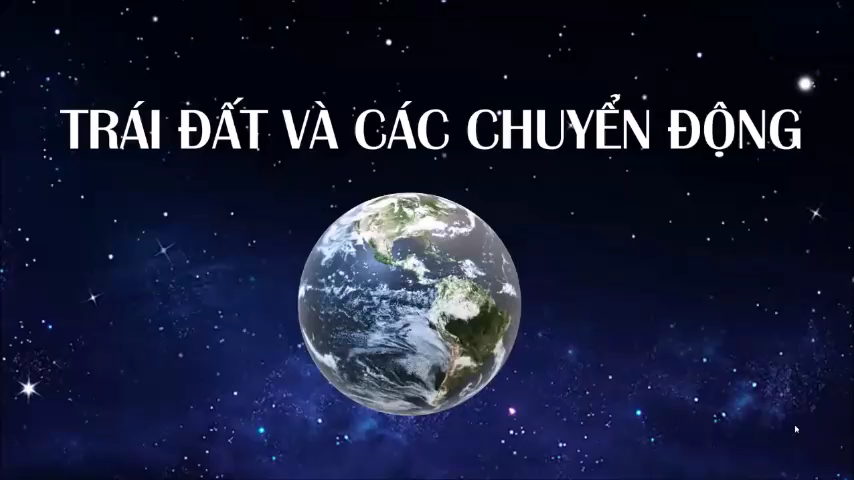 TRÁI ĐẤT VÀ CÁC CHUYỂN ĐỘNG